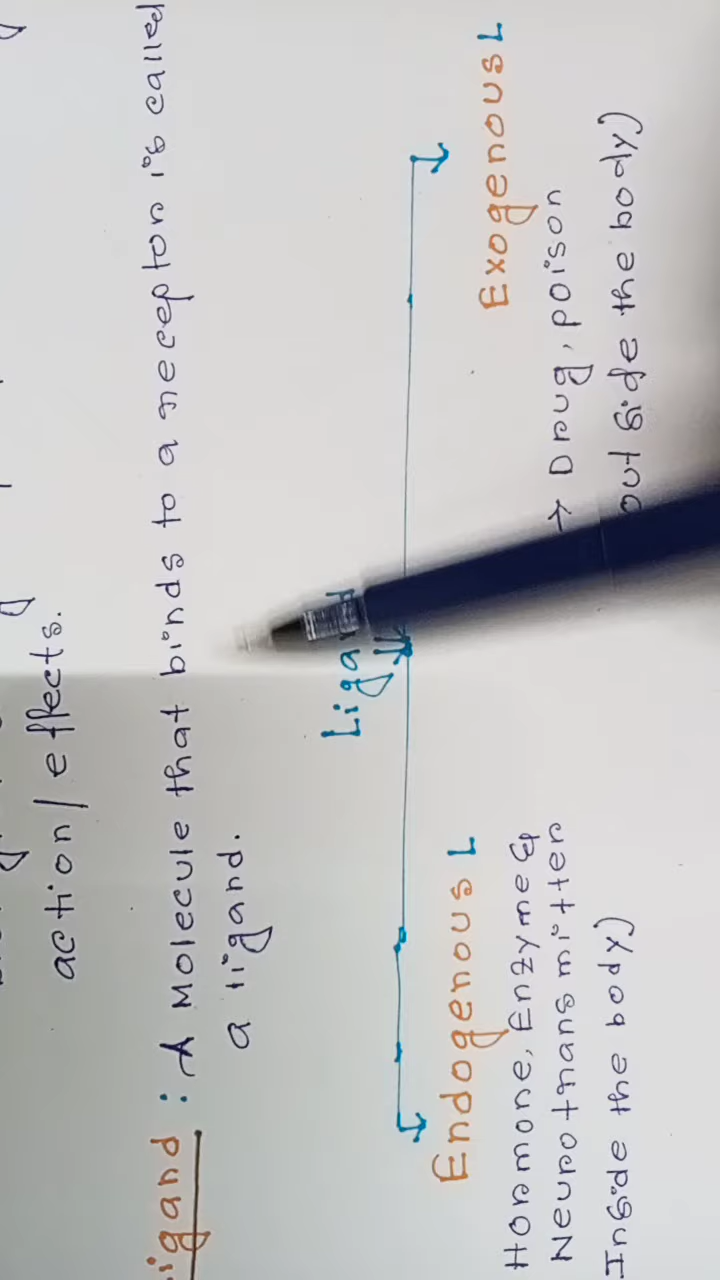 action/effects.
Ligand : A Molecule that binds to a receptor is called
a ligand.
Ligand
Endogenous L
Exogenous L
Hormone, Enzyme &
Neurotransmitter
Inside the body)
→ Drug, poison
out side the body)